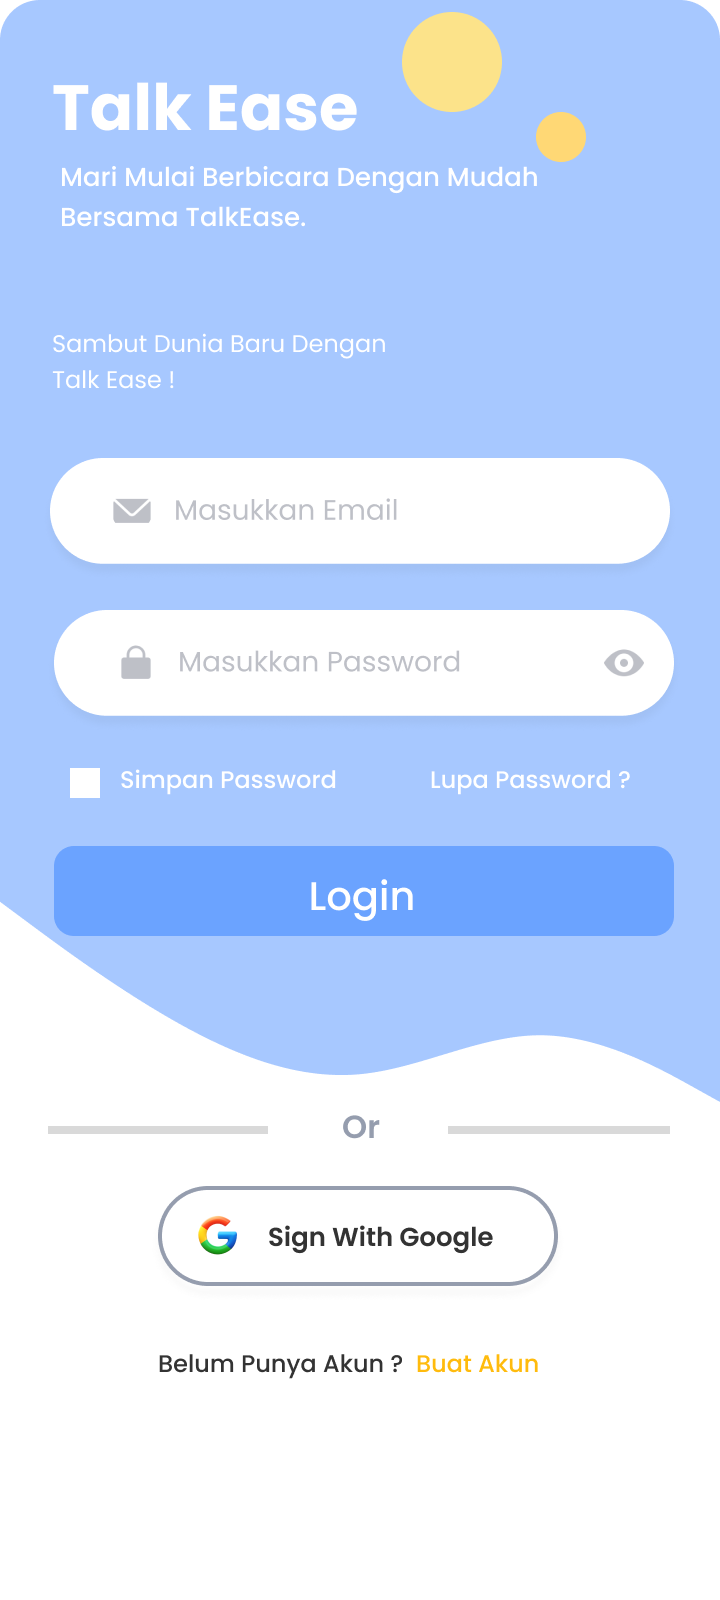 Talk Ease
Mari Mulai Berbicara Dengan Mudah
Bersama TalkEase.
Sambut Dunia Baru Dengan
Talk Ease !
Masukkan Email
Masukkan Password
Simpan Password
Lupa Password ?
Login
Or
Sign With Google
Belum Punya Akun ? Buat Akun